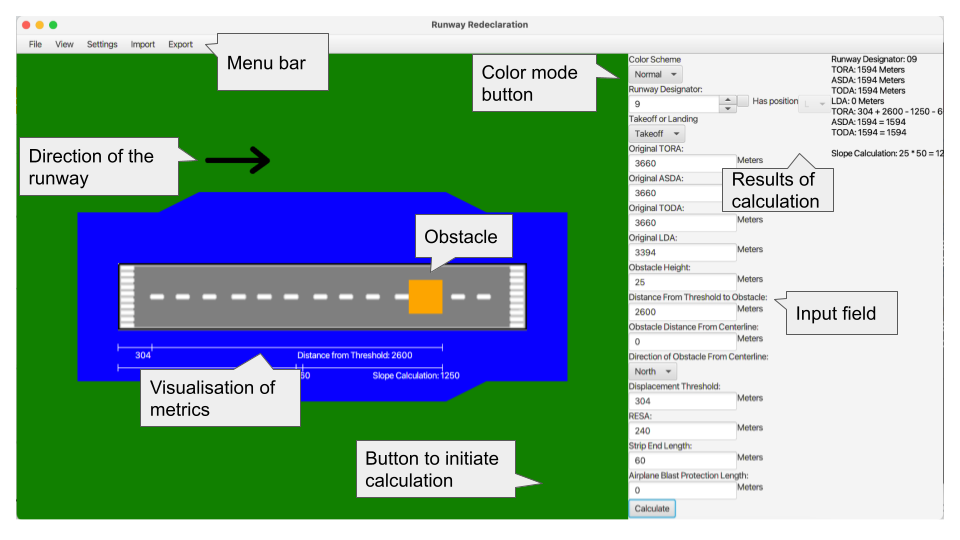 Runway Redeclaration
File View Settings Import Export
Menu bar
Color mode
button
Direction of the
runway
Obstacle
304
Distance from Threshold: 2600
60
Slope Calculation: 1250
Visualisation of
metrics
Button to initiate
calculation
Color Scheme
Normal
Runway Designator:
9
Has position
L
Takeoff or Landing
Takeoff
Original TORA:
3660 Meters
Original ASDA:
3660
Original TODA:
3660 Meters
Original LDA:
3394 Meters
Obstacle Height:
25 Meters
Distance From Threshold to Obstacle:
2600 Meters
Obstacle Distance From Centerline:
0 Meters
Direction of Obstacle From Centerline:
North
Displacement Threshold:
304 Meters
RESA:
240 Meters
Strip End Length:
60 Meters
Airplane Blast Protection Length:
0 Meters
Calculate
Runway Designator: 09
TORA: 1594 Meters
ASDA: 1594 Meters
TODA: 1594 Meters
LDA: 0 Meters
TORA: 304 + 2600 - 1250 - 6
ASDA: 1594 = 1594
TODA: 1594 = 1594
Slope Calculation: 25 * 50 = 12
Results of
calculation
Input field